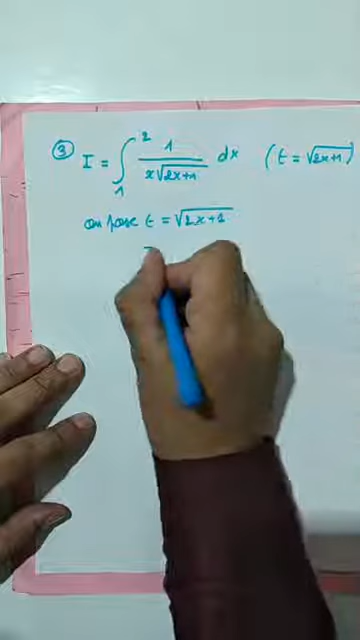 ③ I = ∫₁² 1/(x√(2x+1)) dx (t = √(2x+1))
on pose t = √(2x+1)